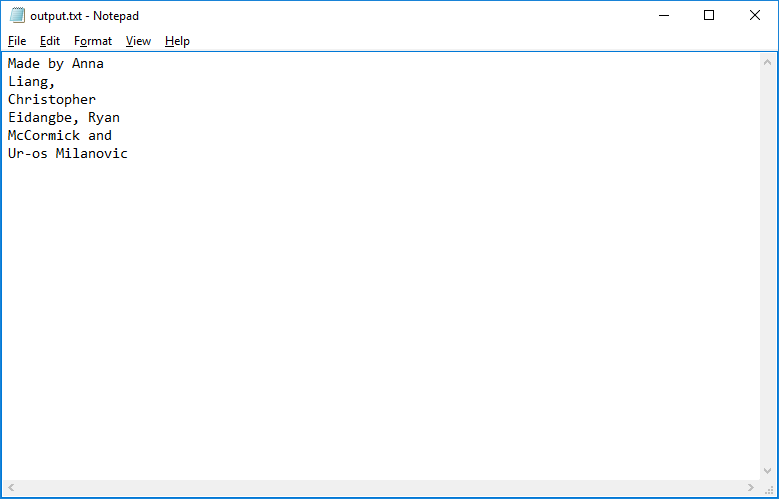 output.txt - Notepad
File Edit Format View Help
Made by Anna
Liang,
Christopher
Eidangbe, Ryan
McCormick and
Ur-os Milanovic